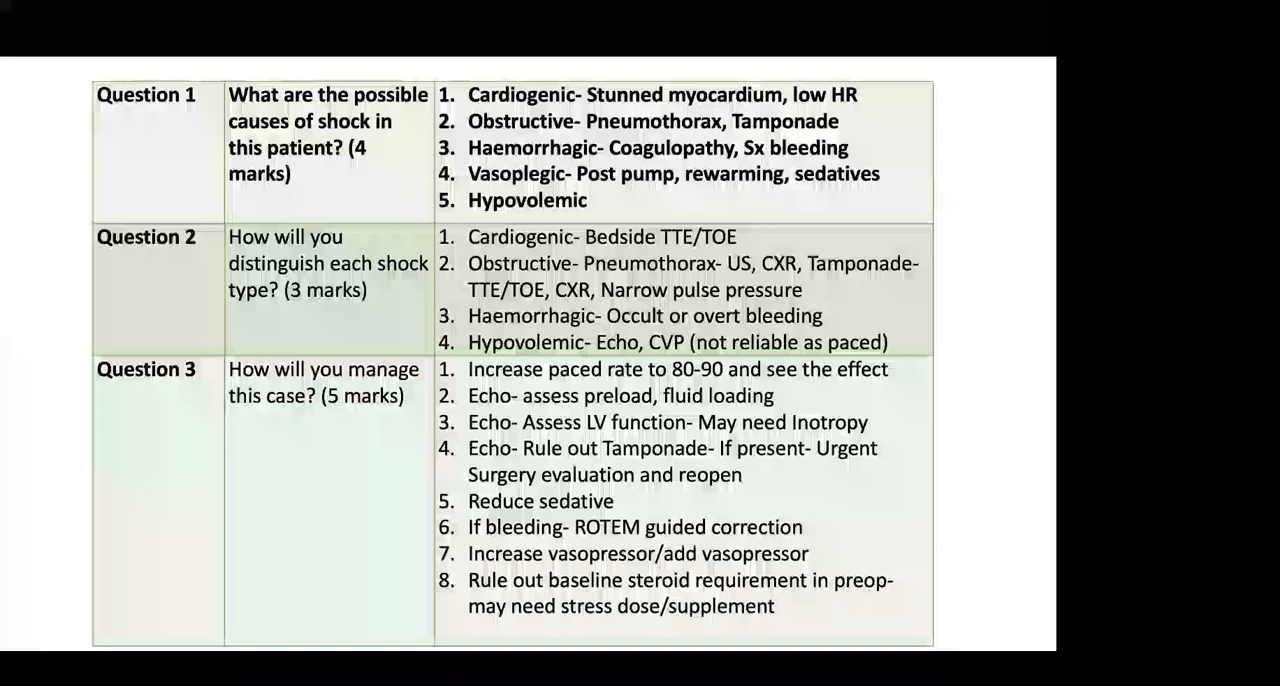 Question 1
What are the possible
causes of shock in
this patient? (4
marks)
1. Cardiogenic- Stunned myocardium, low HR
2. Obstructive- Pneumothorax, Tamponade
3. Haemorrhagic- Coagulopathy, Sx bleeding
4. Vasoplegic- Post pump, rewarming, sedatives
5. Hypovolemic
Question 2
How will you
distinguish each shock
type? (3 marks)
1. Cardiogenic- Bedside TTE/TOE
2. Obstructive- Pneumothorax- US, CXR, Tamponade-
TTE/TOE, CXR, Narrow pulse pressure
3. Haemorrhagic- Occult or overt bleeding
4. Hypovolemic- Echo, CVP (not reliable as paced)
Question 3
How will you manage
this case? (5 marks)
1. Increase paced rate to 80-90 and see the effect
2. Echo- assess preload, fluid loading
3. Echo- Assess LV function- May need Inotropy
4. Echo- Rule out Tamponade- If present- Urgent
Surgery evaluation and reopen
5. Reduce sedative
6. If bleeding- ROTEM guided correction
7. Increase vasopressor/add vasopressor
8. Rule out baseline steroid requirement in preop-
may need stress dose/supplement